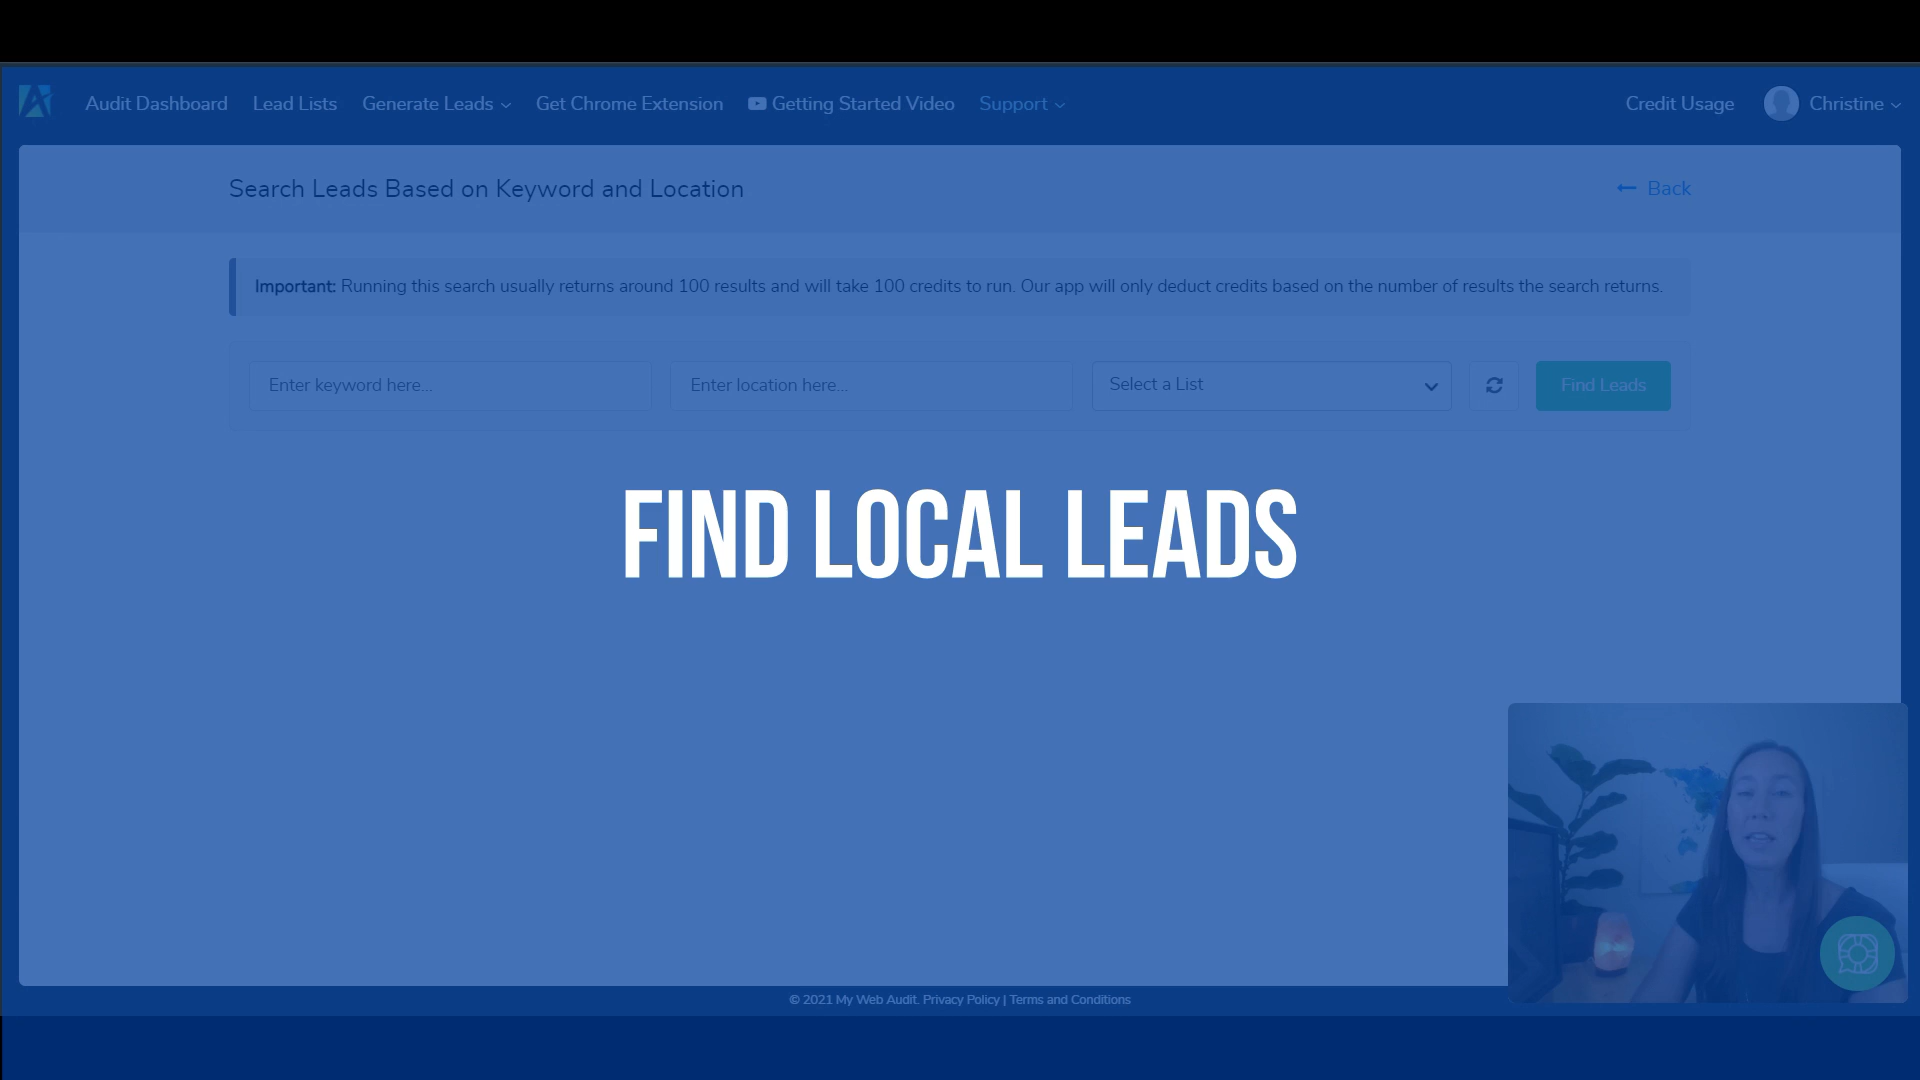 Audit Dashboard Lead Lists Generate Leads Get Chrome Extension Getting Started Video Support Credit Usage Christine
Search Leads Based on Keyword and Location Back
Important: Running this search usually returns around 100 results and will take 100 credits to run. Our app will only deduct credits based on the number of results the search returns.
Enter keyword here... Enter location here... Select a List Find Leads
FIND LOCAL LEADS
© 2021 My Web Audit. Privacy Policy | Terms and Conditions